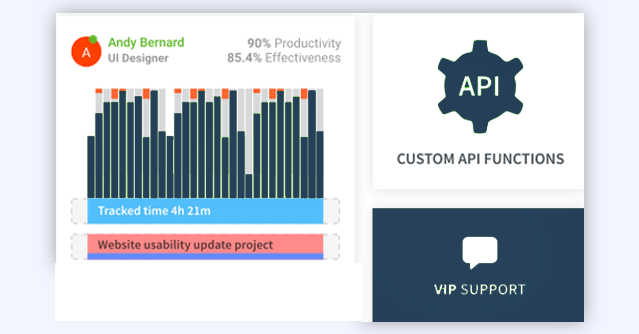 A
Andy Bernard
UI Designer
90% Productivity
85.4% Effectiveness
Tracked time 4h 21m
Website usability update project
API
CUSTOM API FUNCTIONS
VIP SUPPORT